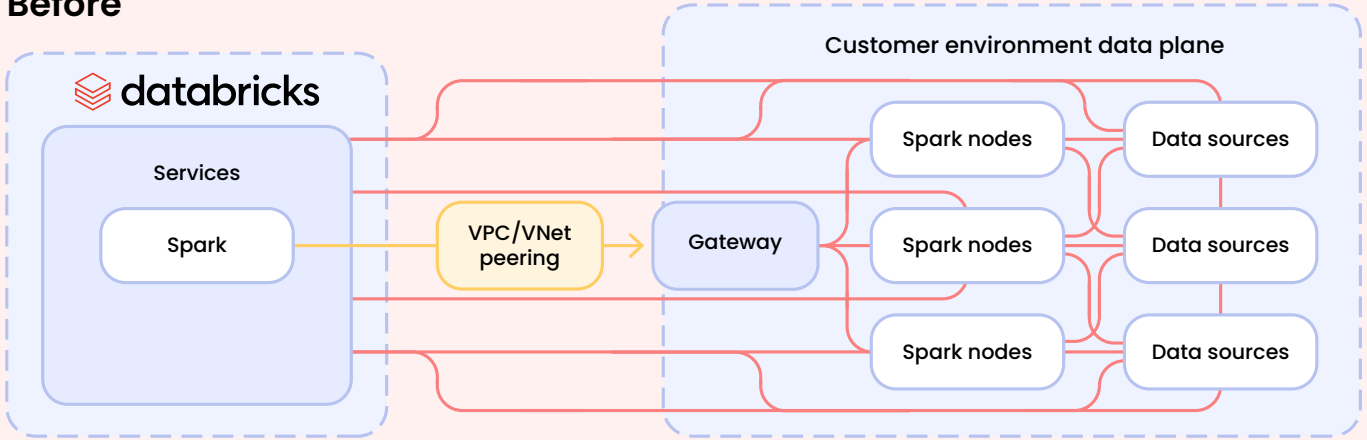 Before
databricks
Services
Spark
VPC/VNet
peering
Gateway
Customer environment data plane
Spark nodes
Data sources
Spark nodes
Data sources
Spark nodes
Data sources